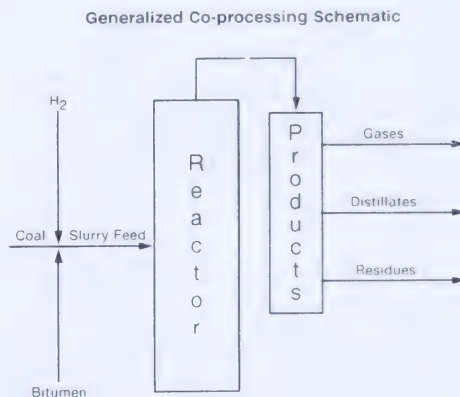 Generalized Co-processing Schematic
H2
Coal Slurry Feed
Bitumen
Reactor
Products
Gases
Distillates
Residues